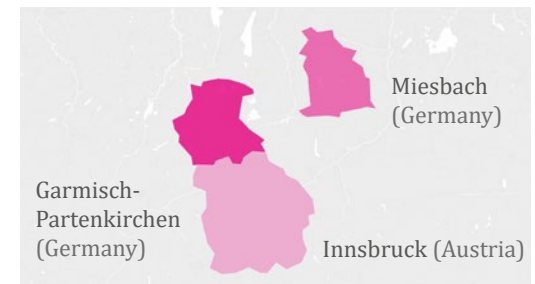 Miesbach
(Germany)
Garmisch-
Partenkirchen
(Germany)
Innsbruck (Austria)